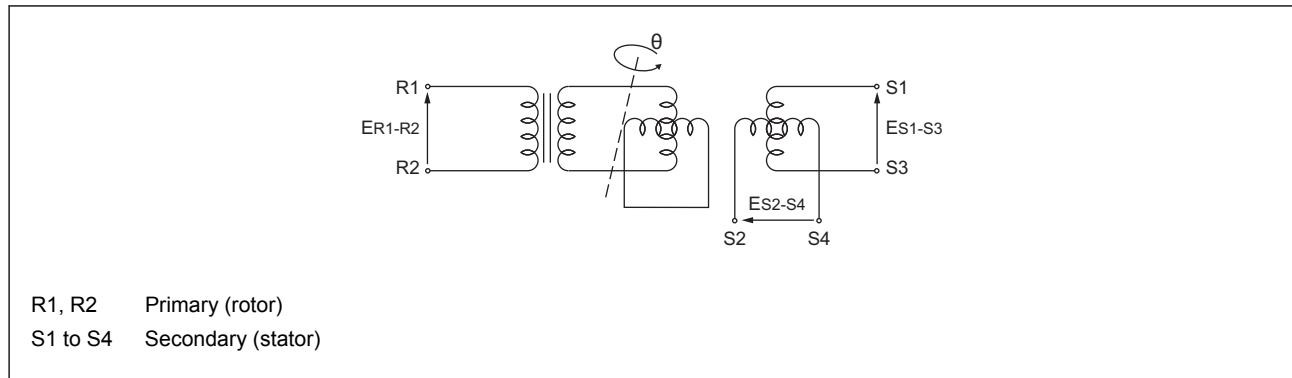 θ
R1
S1
ER1-R2
ES1-S3
R2
S3
ES2-S4
S2
S4
R1, R2 Primary (rotor)
S1 to S4 Secondary (stator)